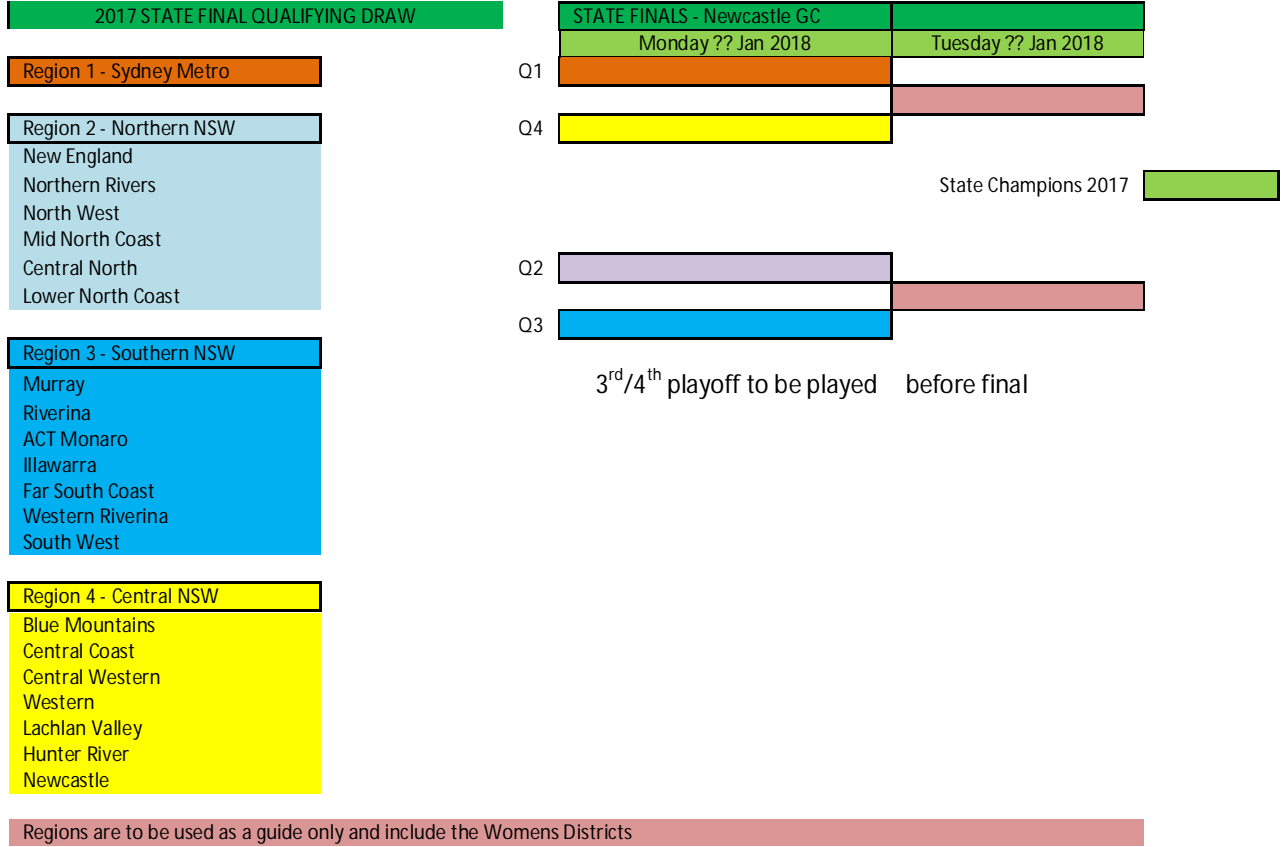 2017 STATE FINAL QUALIFYING DRAW
STATE FINALS - Newcastle GC
Monday ?? Jan 2018
Tuesday ?? Jan 2018
Region 1 - Sydney Metro
Q1
Region 2 - Northern NSW
Q4
New England
Northern Rivers
State Champions 2017
North West
Mid North Coast
Central North
Q2
Lower North Coast
Q3
Region 3 - Southern NSW
Murray
3rd/4th playoff to be played before final
Riverina
ACT Monaro
Illawarra
Far South Coast
Western Riverina
South West
Region 4 - Central NSW
Blue Mountains
Central Coast
Central Western
Western
Lachlan Valley
Hunter River
Newcastle
Regions are to be used as a guide only and include the Womens Districts